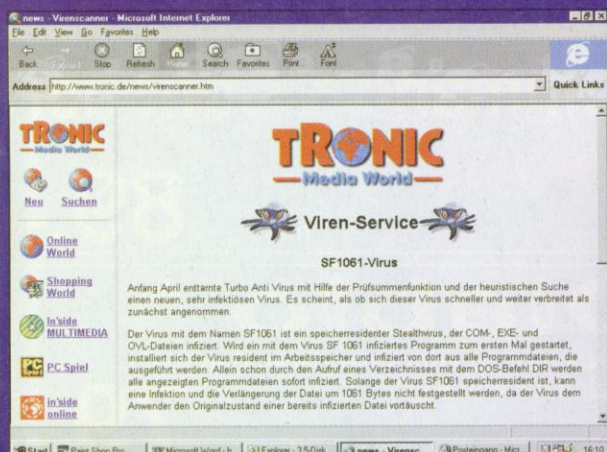 news - Virenscanner - Microsoft Internet Explorer
File Edit View Go Favorites Help
Back Forward Stop Refresh Home Search Favorites Print Font
Address http://www.tronic.de/news/virenscanner.htm Quick Links
TRONIC
Media World
Neu Suchen
Online World
Shopping World
In'side MULTIMEDIA
PC Spiel
in'side online
TRONIC
Media World
Viren-Service
SF1061-Virus
Anfang April enttarnte Turbo Anti Virus mit Hilfe der Prüfsummenfunktion und der heuristischen Suche
einen neuen, sehr infektiösen Virus. Es scheint, als ob sich dieser Virus schneller und weiter verbreitet als
zunächst angenommen.
Der Virus mit dem Namen SF1061 ist ein speicherresidenter Stealthvirus, der COM-, EXE- und
OVL-Dateien infiziert. Wird ein mit dem Virus SF 1061 infiziertes Programm zum ersten Mal gestartet,
installiert sich der Virus resident im Arbeitsspeicher und infiziert von dort aus alle Programmdateien, die
ausgeführt werden. Allein schon durch den Aufruf eines Verzeichnisses mit dem DOS-Befehl DIR werden
alle angezeigten Programmdateien sofort infiziert. Solange der Virus SF1061 speicherresident ist, kann
eine Infektion und die Verlängerung der Datei um 1061 Bytes nicht festgestellt werden, da der Virus dem
Anwender den Originalzustand einer bereits infizierten Datei vortäuscht.
Start Paint Shop Pro Microsoft Word - b Explorer - 3.5-Disk news - Virensc Posteingang - Micr 16:10